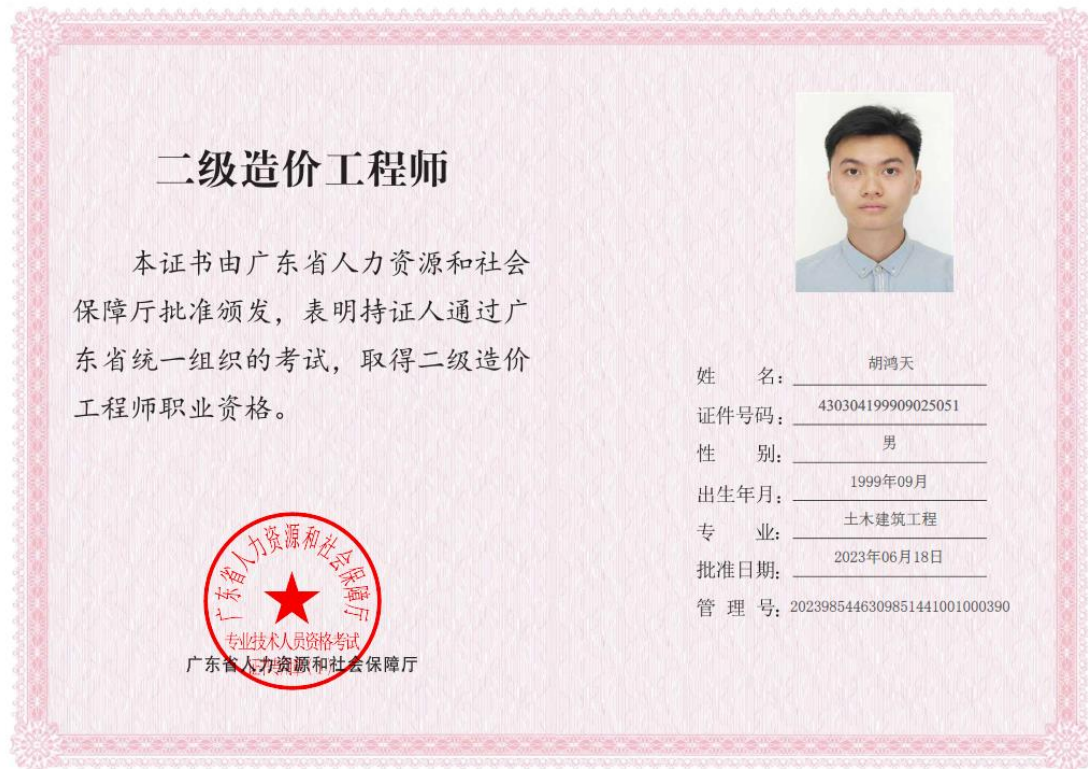 二级造价工程师
本证书由广东省人力资源和社会
保障厅批准颁发，表明持证人通过广
东省统一组织的考试，取得二级造价
工程师职业资格。
姓 名：胡鸿天
证件号码：430304199909025051
性 别：男
出生年月：1999年09月
专 业：土木建筑工程
批准日期：2023年06月18日
管 理 号：20239854463098514410010000390
广东省人力资源和社会保障厅
专业技术人员资格考试
广东省人力资源和社会保障厅